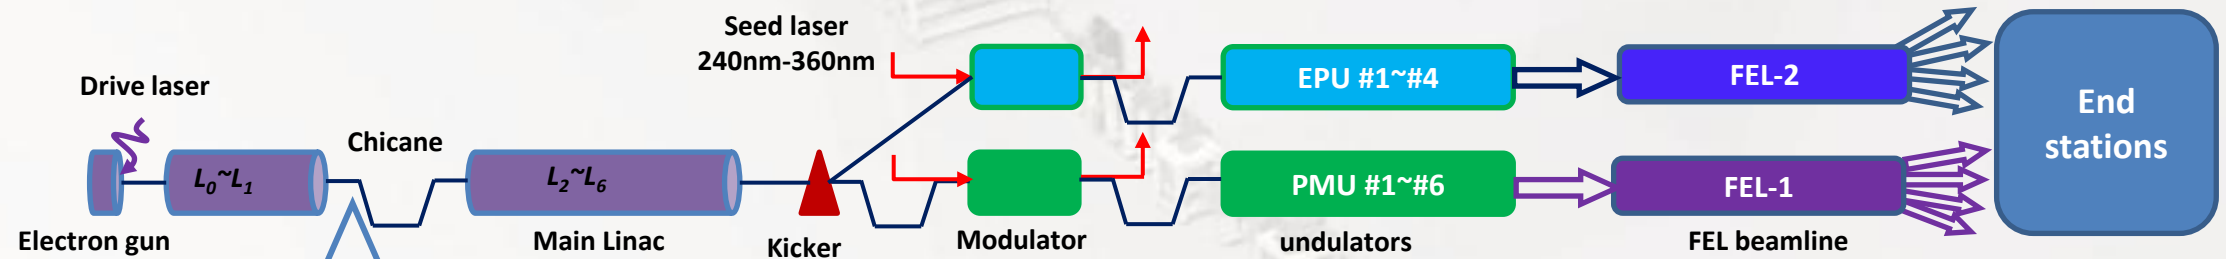 Seed laser
240nm-360nm
Drive laser
EPU #1~#4
FEL-2
End
stations
Chicane
L0~L1
L2~L6
PMU #1~#6
FEL-1
Electron gun
Main Linac
Kicker
Modulator
undulators
FEL beamline